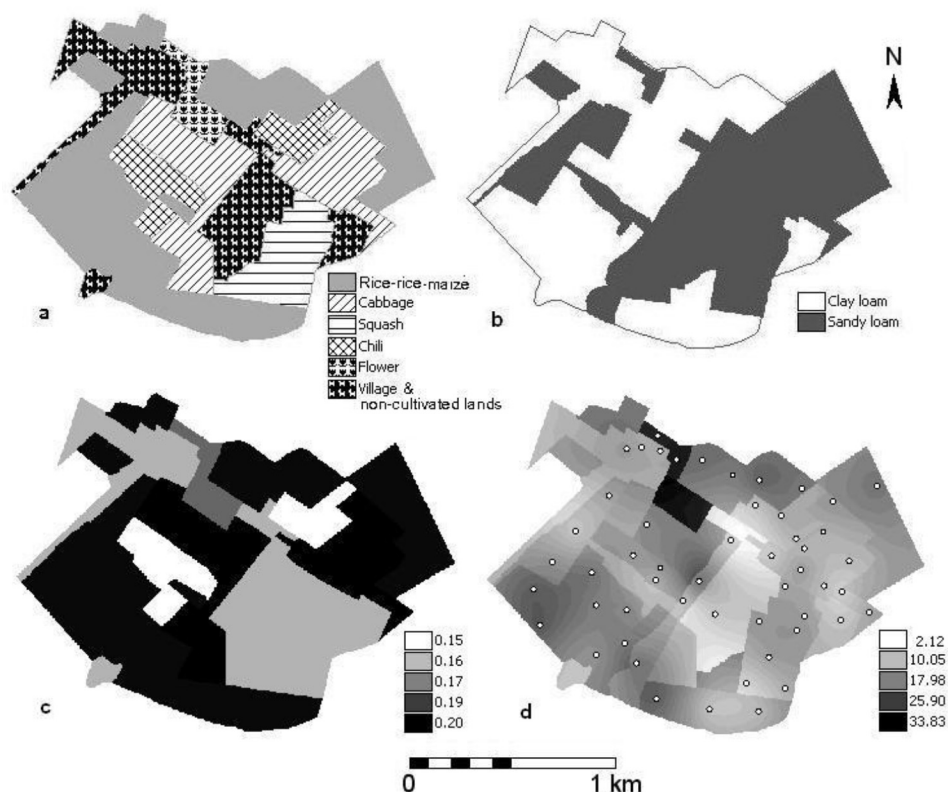 N
a
Rice-rice-maize
Cabbage
Squash
Chili
Flower
Village &
non-cultivated lands
b
Clay loam
Sandy loam
c
0.15
0.16
0.17
0.19
0.20
d
2.12
10.05
17.98
25.90
33.83
0 1 km